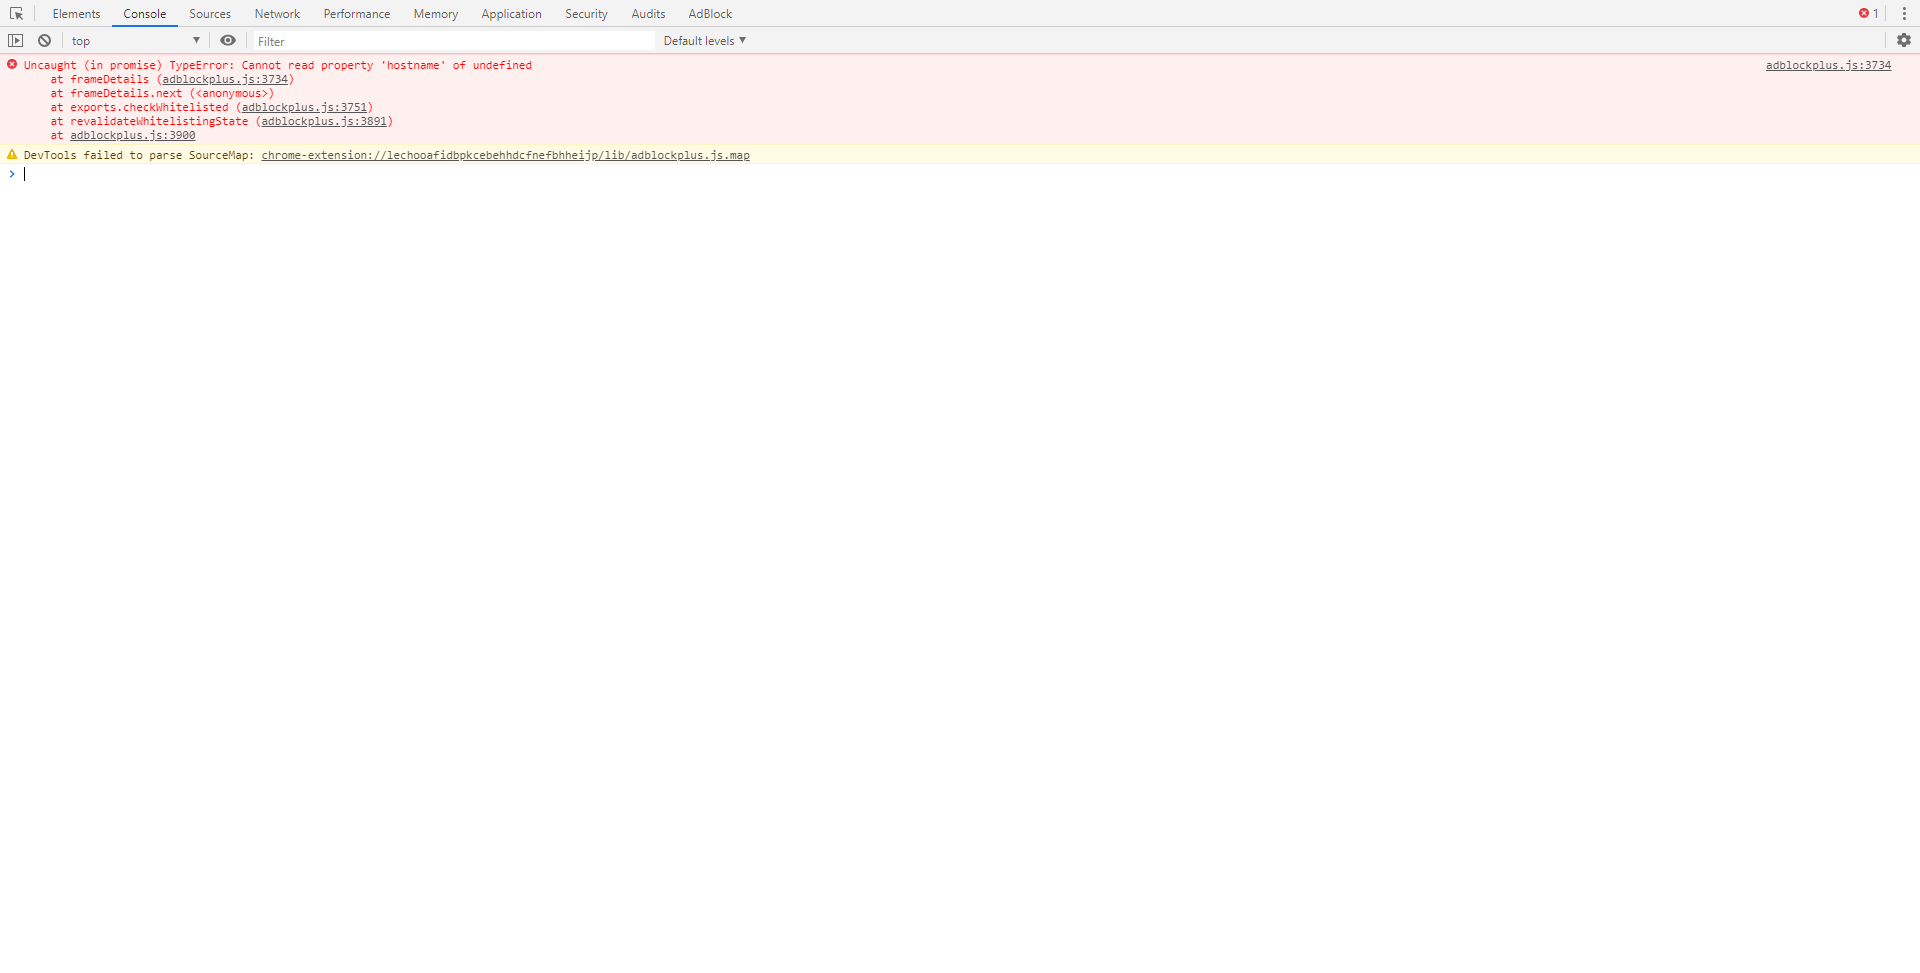 Elements Console Sources Network Performance Memory Application Security Audits AdBlock 1
top Filter Default levels
Uncaught (in promise) TypeError: Cannot read property 'hostname' of undefined adblockplus.js:3734
at frameDetails (adblockplus.js:3734)
at frameDetails.next (<anonymous>)
at exports.checkWhitelisted (adblockplus.js:3751)
at revalidateWhitelistingState (adblockplus.js:3891)
at adblockplus.js:3900
DevTools failed to parse SourceMap: chrome-extension://lechooafidbpkcebehhdcfnefbhheijp/lib/adblockplus.js.map